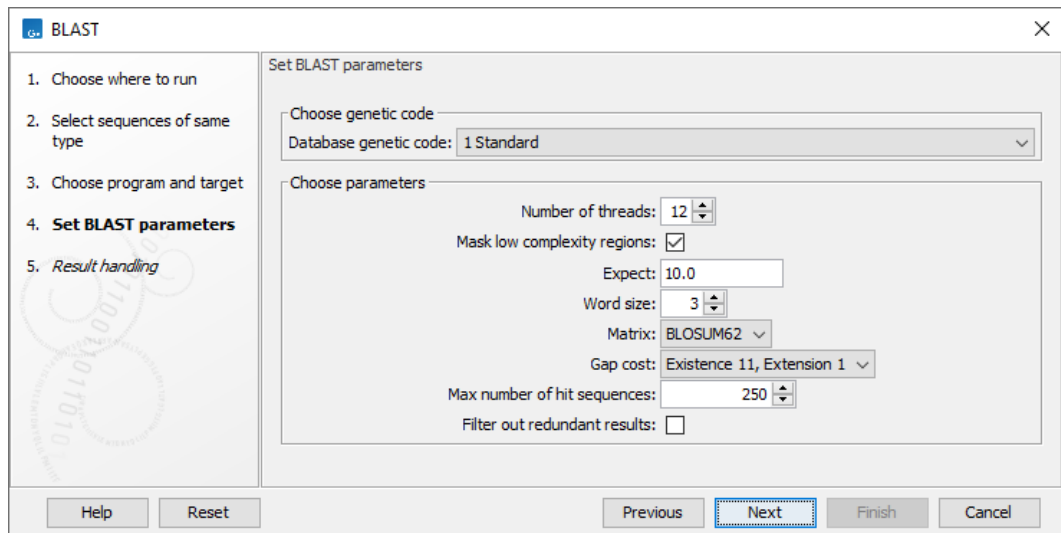 BLAST
1. Choose where to run
2. Select sequences of same
type
3. Choose program and target
4. Set BLAST parameters
5. Result handling
Set BLAST parameters
Choose genetic code
Database genetic code: 1 Standard
Choose parameters
Number of threads: 12
Mask low complexity regions:
Expect: 10.0
Word size: 3
Matrix: BLOSUM62
Gap cost: Existence 11, Extension 1
Max number of hit sequences: 250
Filter out redundant results:
Help Reset Previous Next Finish Cancel